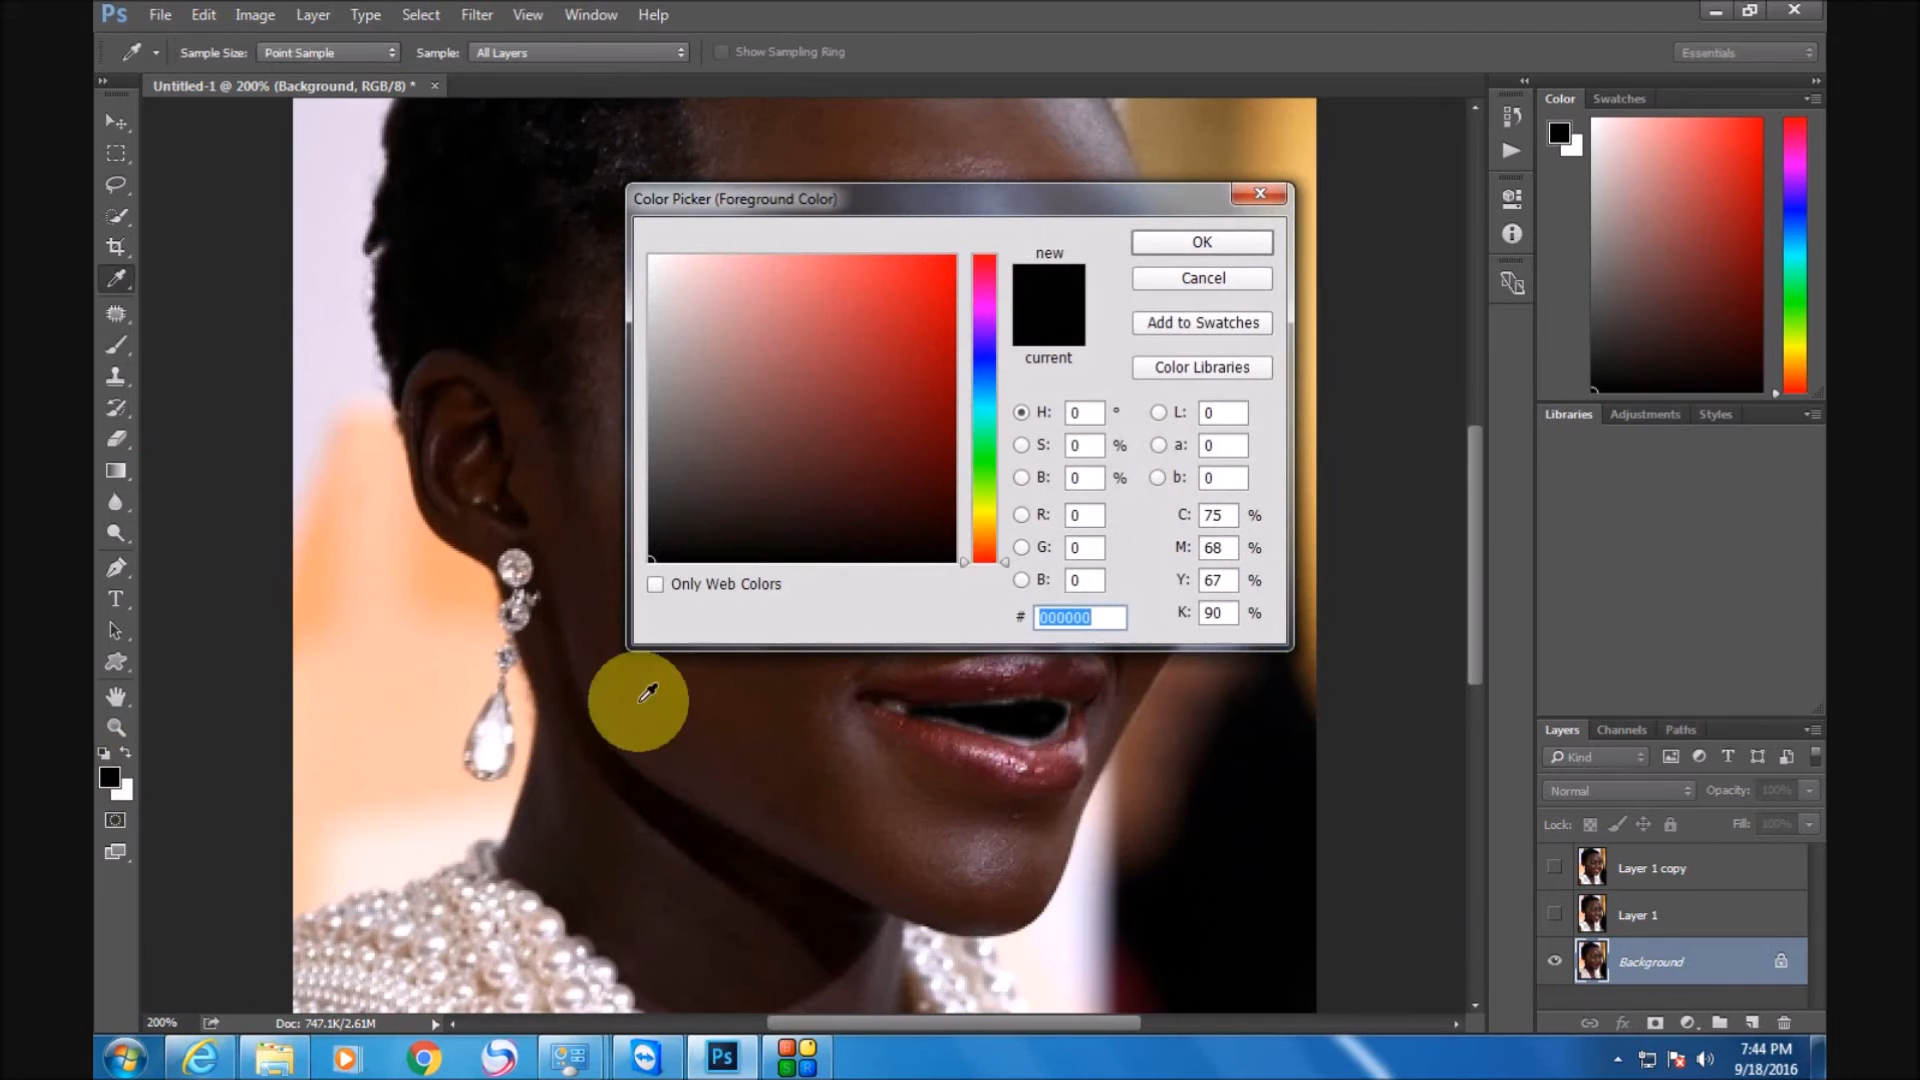 Ps File Edit Image Layer Type Select Filter View Window Help
Sample Size: Point Sample Sample: All Layers Show Sampling Ring Essentials
Untitled-1 @ 200% (Background, RGB/8) * ×
Color Swatches
Color Picker (Foreground Color)
new
current
OK
Cancel
Add to Swatches
Color Libraries
H: 0 ° L: 0
S: 0 % a: 0
B: 0 % b: 0
R: 0 C: 75 %
G: 0 M: 68 %
B: 0 Y: 67 %
# 000000 K: 90 %
Only Web Colors
Libraries Adjustments Styles
Layers Channels Paths
Kind
Normal Opacity: 100%
Lock: Fill: 100%
Layer 1 copy
Layer 1
Background
200% Doc: 747.1K/2.61M
Ps
7:44 PM
9/18/2016